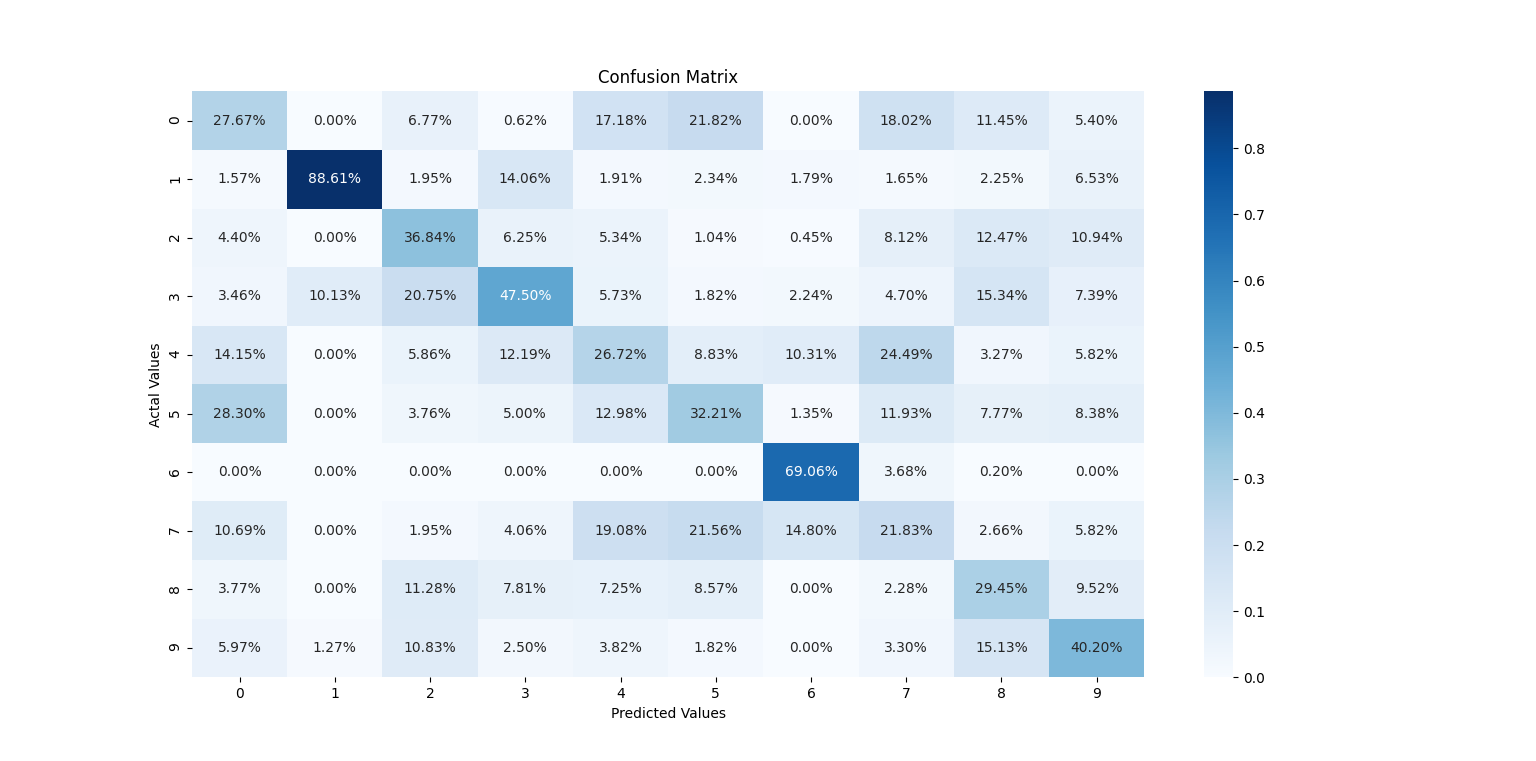 Confusion Matrix
0 27.67% 0.00% 6.77% 0.62% 17.18% 21.82% 0.00% 18.02% 11.45% 5.40%
1 1.57% 88.61% 1.95% 14.06% 1.91% 2.34% 1.79% 1.65% 2.25% 6.53%
2 4.40% 0.00% 36.84% 6.25% 5.34% 1.04% 0.45% 8.12% 12.47% 10.94%
3 3.46% 10.13% 20.75% 47.50% 5.73% 1.82% 2.24% 4.70% 15.34% 7.39%
4 14.15% 0.00% 5.86% 12.19% 26.72% 8.83% 10.31% 24.49% 3.27% 5.82%
5 28.30% 0.00% 3.76% 5.00% 12.98% 32.21% 1.35% 11.93% 7.77% 8.38%
6 0.00% 0.00% 0.00% 0.00% 0.00% 0.00% 69.06% 3.68% 0.20% 0.00%
7 10.69% 0.00% 1.95% 4.06% 19.08% 21.56% 14.80% 21.83% 2.66% 5.82%
8 3.77% 0.00% 11.28% 7.81% 7.25% 8.57% 0.00% 2.28% 29.45% 9.52%
9 5.97% 1.27% 10.83% 2.50% 3.82% 1.82% 0.00% 3.30% 15.13% 40.20%
0 1 2 3 4 5 6 7 8 9
Predicted Values
Actal Values
0.8
0.7
0.6
0.5
0.4
0.3
0.2
0.1
0.0